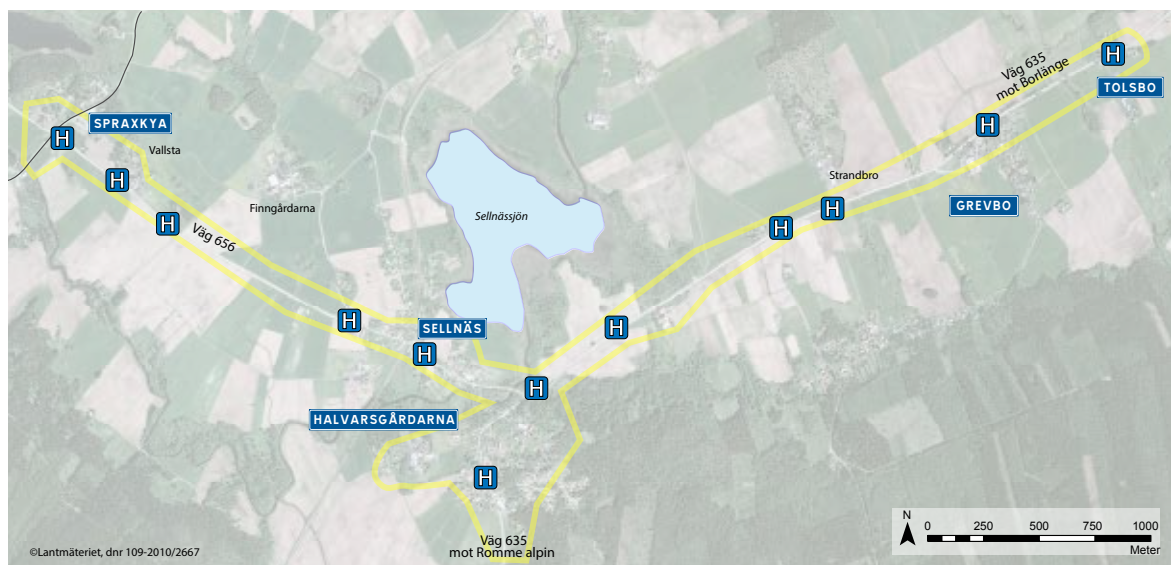 Väg 635
mot Borlänge
H
TOLSBO
H
SPRAXKYA
H
Vallsta
H
Strandbro
GREVBO
Finngårdarna
H
H
Sellnässjön
H
Väg 656
H
SELLNÄS
H
H
H
HALVARSGÅRDARNA
H
Väg 635
mot Romme alpin
N
0 250 500 750 1000
Meter
©Lantmäteriet, dnr 109-2010/2667